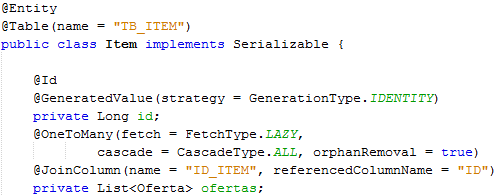 @Entity
@Table(name = "TB_ITEM")
public class Item implements Serializable {
@Id
@GeneratedValue(strategy = GenerationType.IDENTITY)
private Long id;
@OneToMany(fetch = FetchType.LAZY,
cascade = CascadeType.ALL, orphanRemoval = true)
@JoinColumn(name = "ID_ITEM", referencedColumnName = "ID")
private List<Oferta> ofertas;